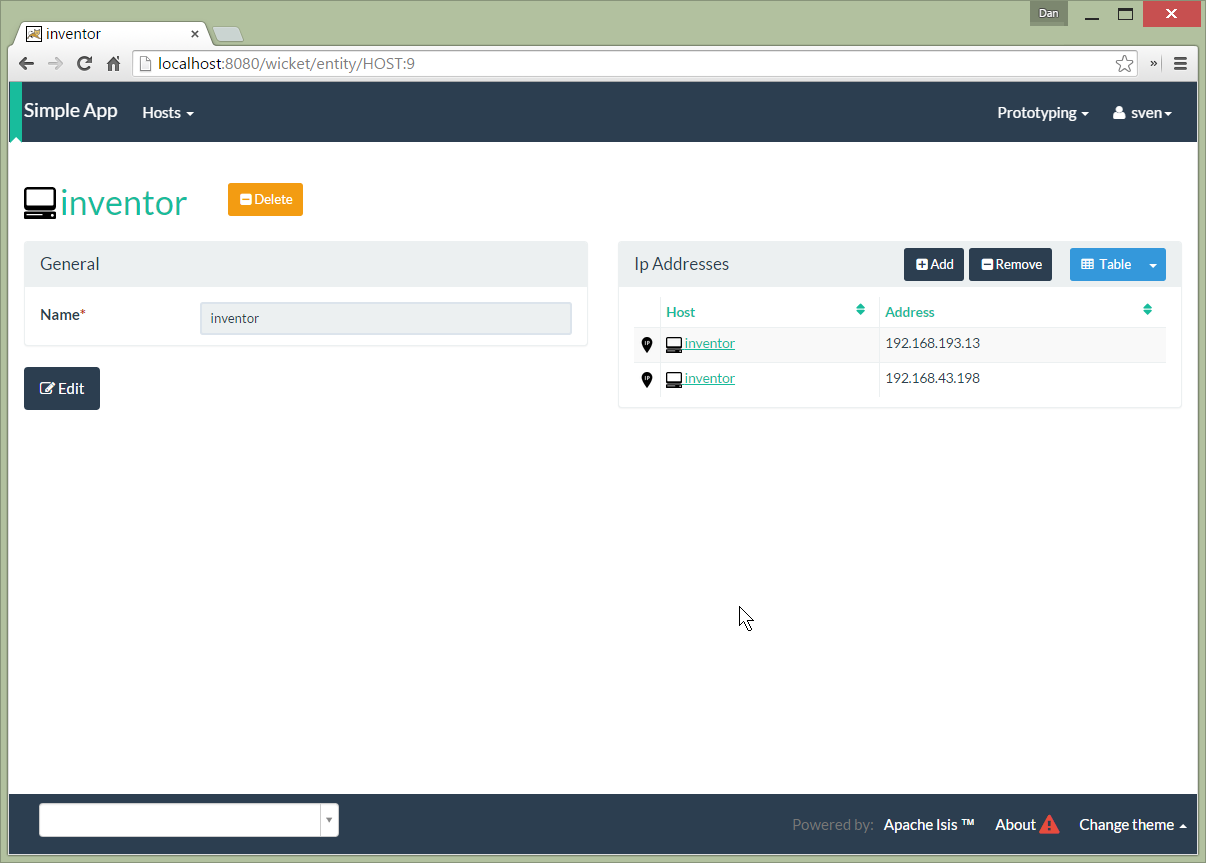 Dan
inventor
localhost:8080/wicket/entity/HOST:9
Simple App Hosts Prototyping sven
inventor Delete
General
Name* inventor
Edit
Ip Addresses Add Remove Table
Host Address
IP inventor 192.168.193.13
IP inventor 192.168.43.198
Powered by: Apache Isis ™ About Change theme